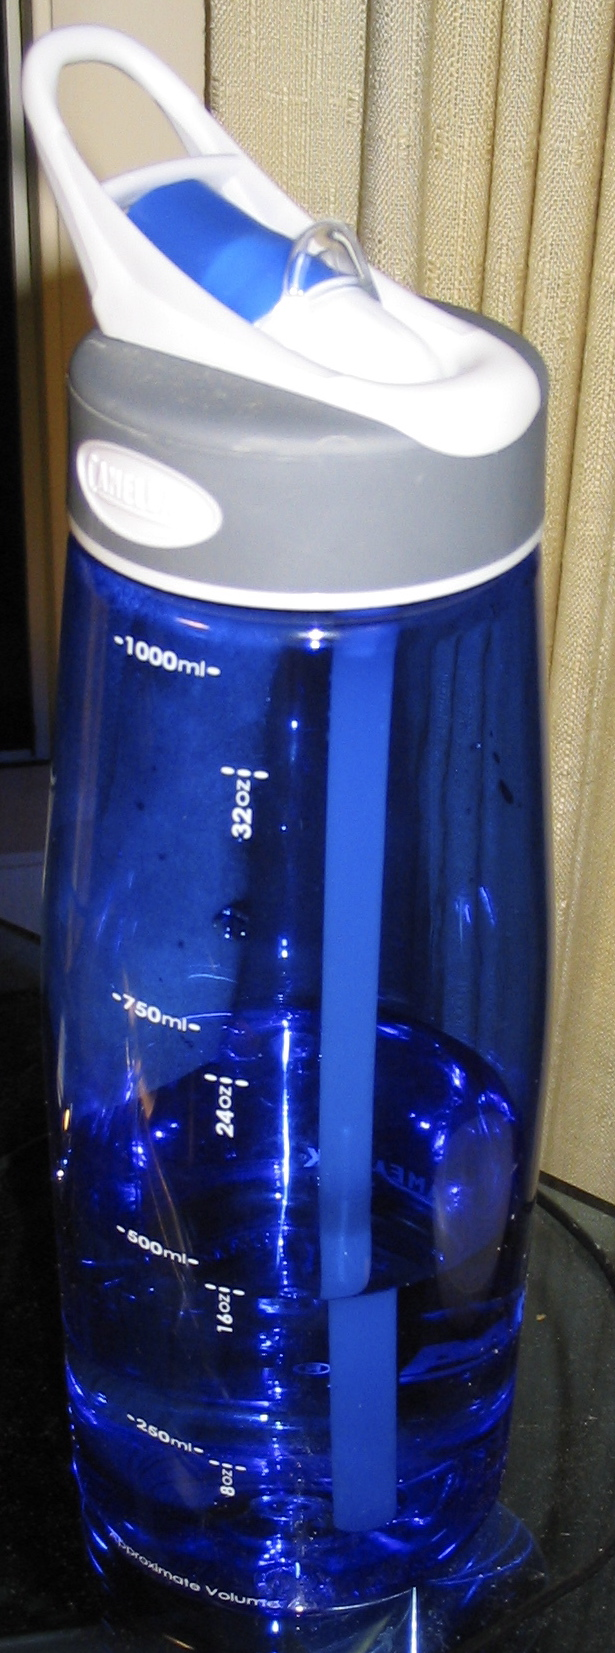 -1000ml-
32oz
-750ml-
24oz
-500ml-
16oz
-250ml-
8oz
Approximate Volume